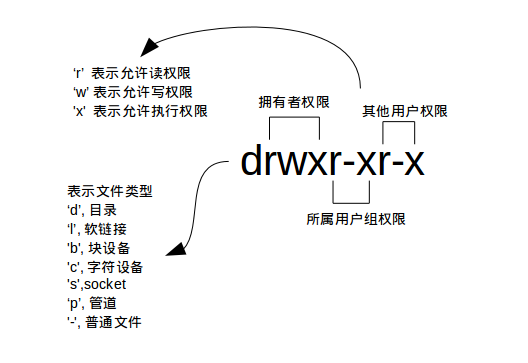 ‘r’ 表示允许读权限
‘w’ 表示允许写权限
'x' 表示允许执行权限
拥有者权限
其他用户权限
drwxr-xr-x
所属用户组权限
表示文件类型
‘d’, 目录
‘l’, 软链接
'b', 块设备
'c', 字符设备
's',socket
‘p’, 管道
'-', 普通文件